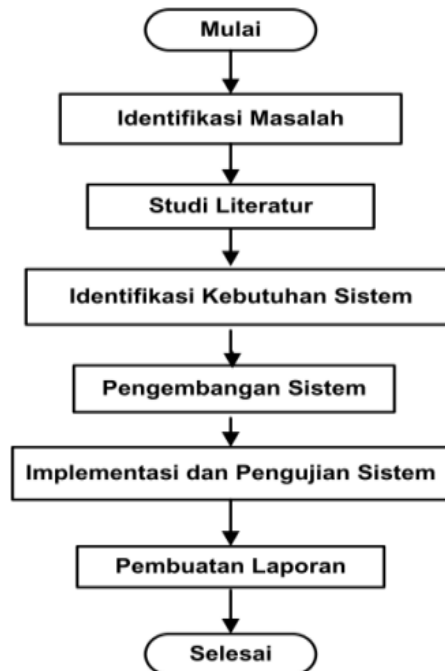 Mulai
Identifikasi Masalah
Studi Literatur
Identifikasi Kebutuhan Sistem
Pengembangan Sistem
Implementasi dan Pengujian Sistem
Pembuatan Laporan
Selesai